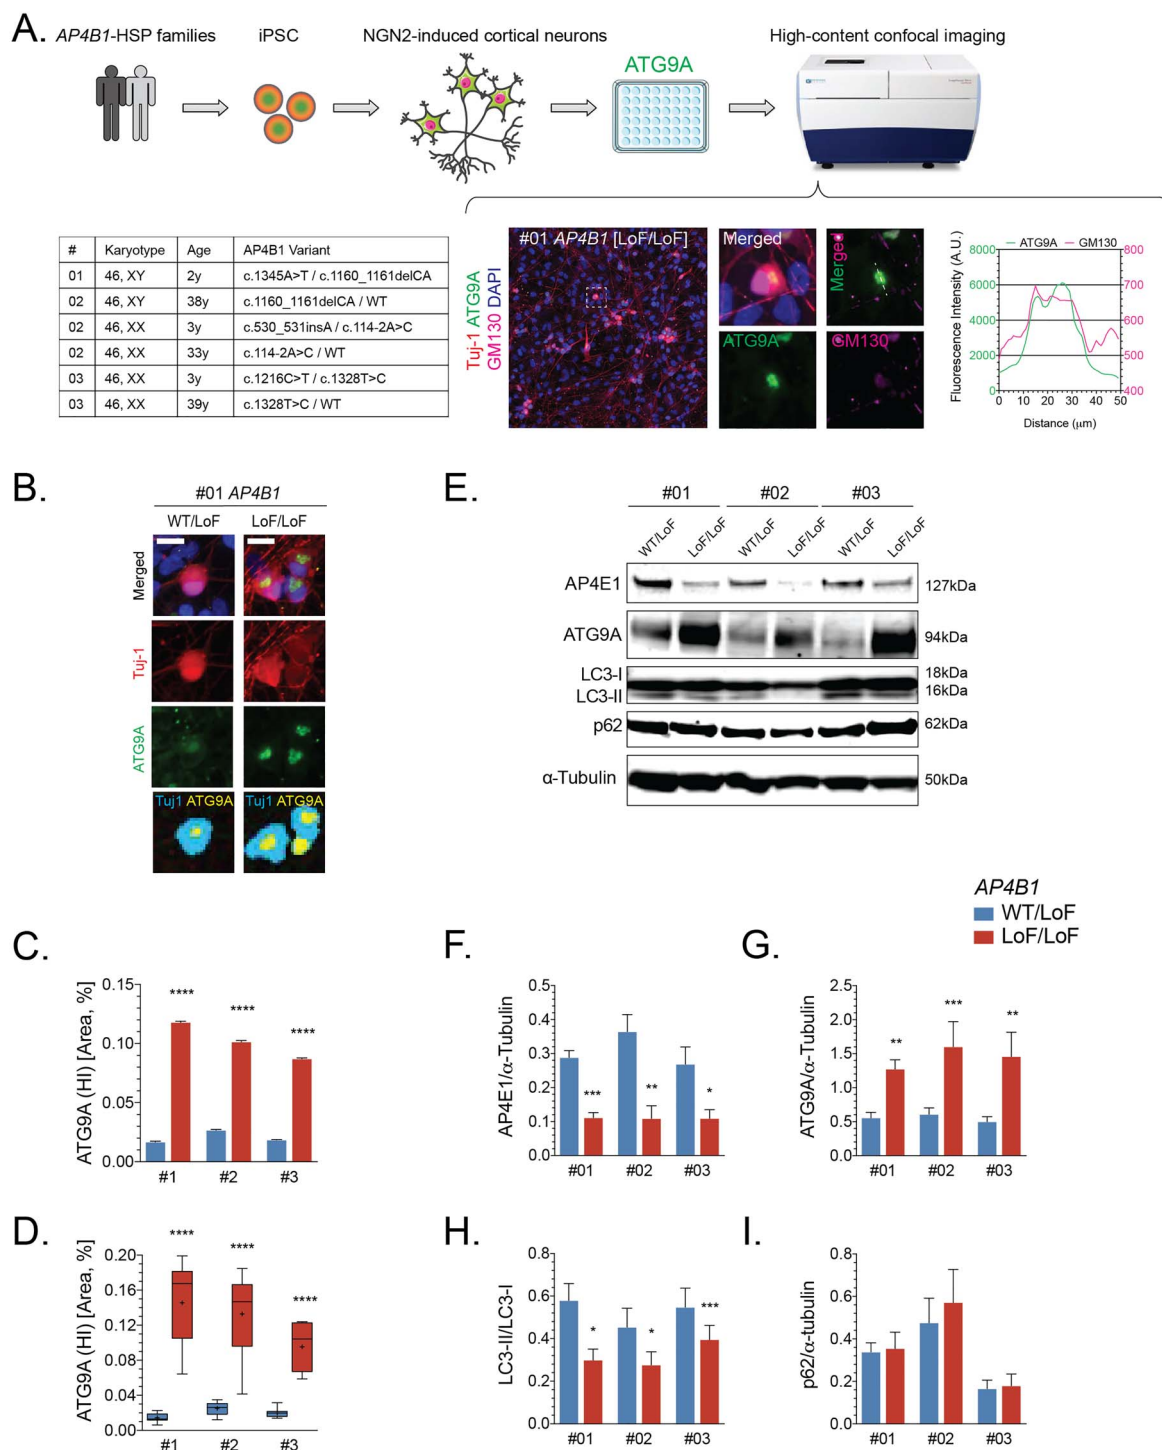 A.
AP4B1-HSP families iPSC NGN2-induced cortical neurons High-content confocal imaging
ATG9A
# Karyotype Age AP4B1 Variant
01 46, XY 2y c.1345A>T / c.1160_1161delCA
02 46, XY 38y c.1160_1161delCA / WT
02 46, XX 3y c.530_531insA / c.114-2A>C
02 46, XX 33y c.114-2A>C / WT
03 46, XX 3y c.1216C>T / c.1328T>C
03 46, XX 39y c.1328T>C / WT
Tuj-1 ATG9A
GM130 DAPI
#01 AP4B1 [LoF/LoF]
Merged
Merged
ATG9A
GM130
ATG9A GM130
Fluorescence Intensity (A.U.)
8000 800
6000 700
4000 600
2000 500
0 400
0 10 20 30 40 50
Distance (μm)
B.
#01 AP4B1
WT/LoF LoF/LoF
Merged
Tuj-1
ATG9A
Tuj1 ATG9A Tuj1 ATG9A
E.
#01 #02 #03
WT/LoF LoF/LoF WT/LoF LoF/LoF WT/LoF LoF/LoF
AP4E1 127kDa
ATG9A 94kDa
LC3-I 18kDa
LC3-II 16kDa
p62 62kDa
α-Tubulin 50kDa
AP4B1
WT/LoF
LoF/LoF
C.
ATG9A (HI) [Area, %]
0.15
0.10
0.05
0.00
**** **** ****
#1 #2 #3
F.
AP4E1/α-Tubulin
0.5
0.4
0.3
0.2
0.1
0.0
*** ** *
#01 #02 #03
G.
ATG9A/α-Tubulin
2.5
2.0
1.5
1.0
0.5
0.0
** *** **
#01 #02 #03
D.
ATG9A (HI) [Area, %]
0.20
0.16
0.12
0.08
0.04
0.00
**** **** ****
#1 #2 #3
H.
LC3-II/LC3-I
0.8
0.6
0.4
0.2
0.0
* * ***
#01 #02 #03
I.
p62/α-tubulin
0.8
0.6
0.4
0.2
0.0
#01 #02 #03